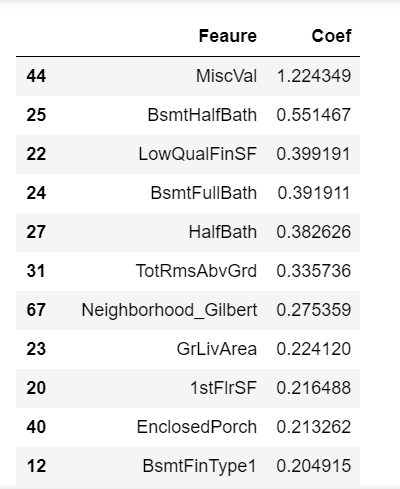 Feaure Coef
44 MiscVal 1.224349
25 BsmtHalfBath 0.551467
22 LowQualFinSF 0.399191
24 BsmtFullBath 0.391911
27 HalfBath 0.382626
31 TotRmsAbvGrd 0.335736
67 Neighborhood_Gilbert 0.275359
23 GrLivArea 0.224120
20 1stFlrSF 0.216488
40 EnclosedPorch 0.213262
12 BsmtFinType1 0.204915